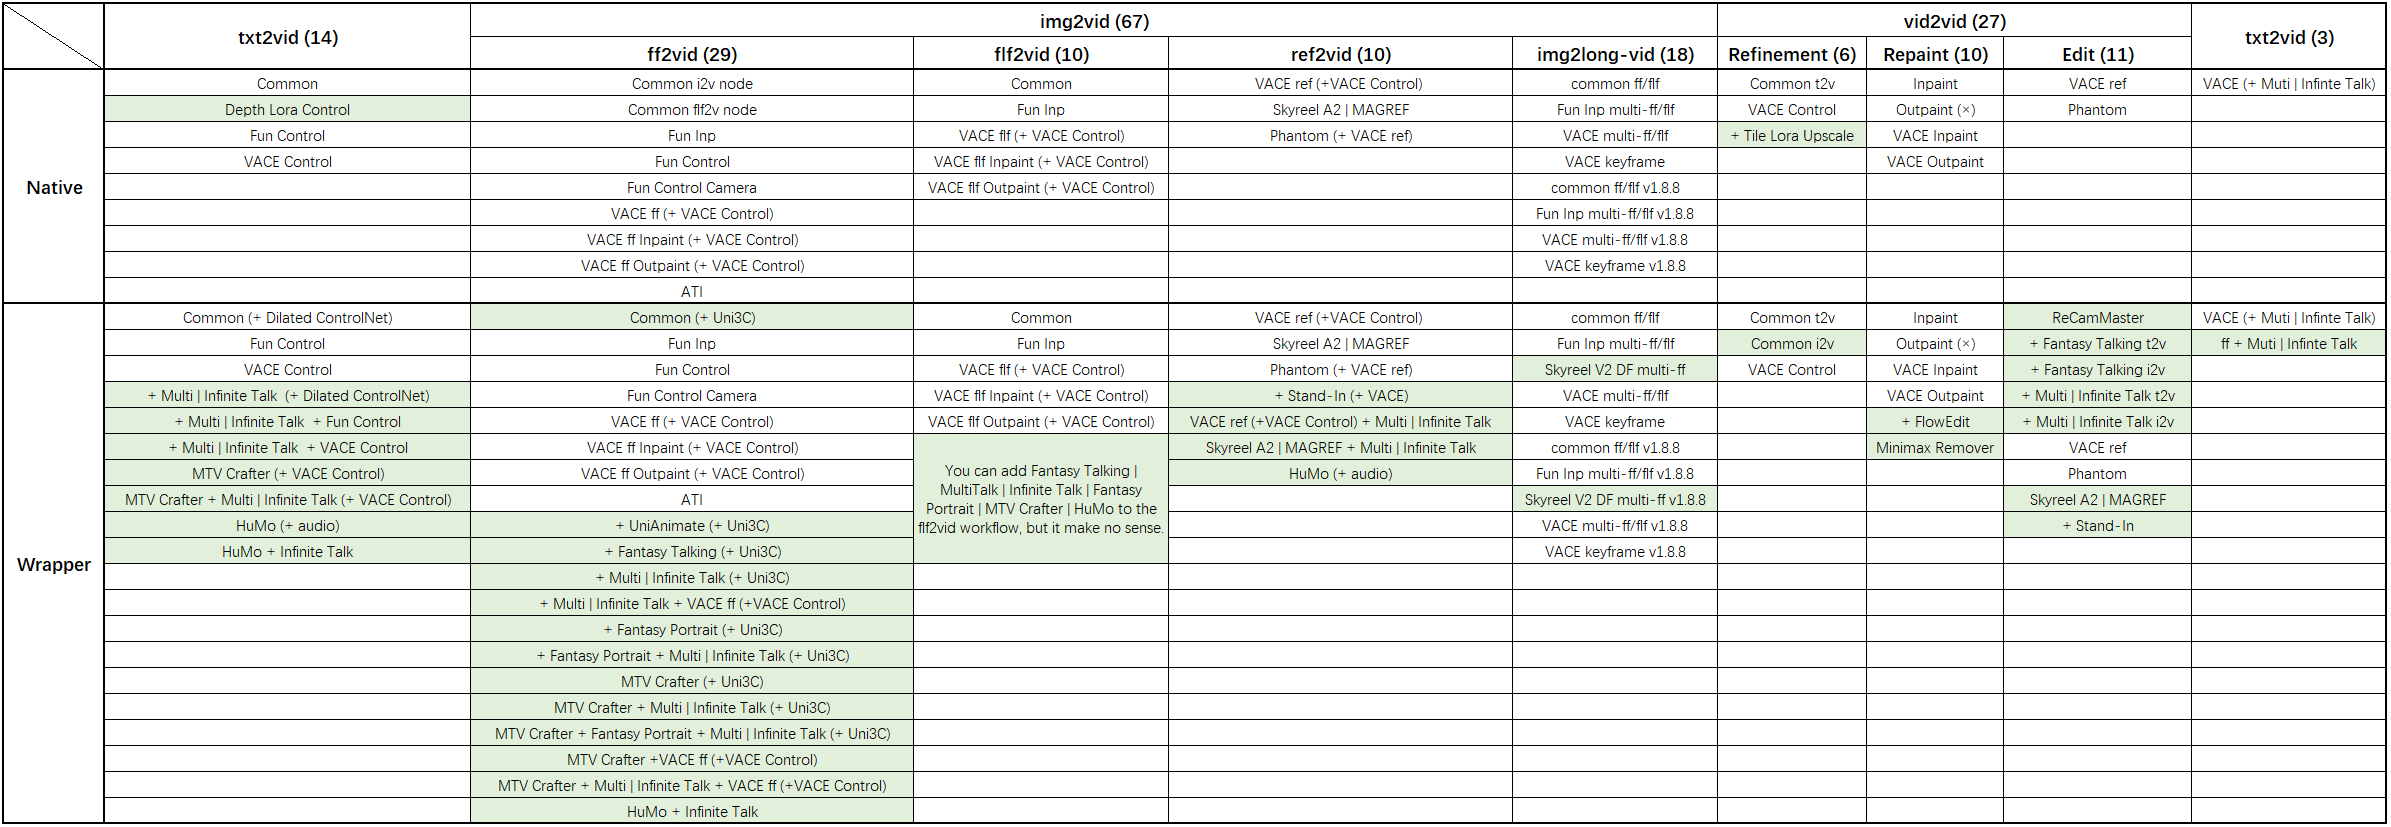 txt2vid (14) img2vid (67) vid2vid (27) txt2vid (3)
ff2vid (29) flf2vid (10) ref2vid (10) img2long-vid (18) Refinement (6) Repaint (10) Edit (11)
Native
Common Common i2v node Common VACE ref (+VACE Control) common ff/flf Common t2v Inpaint VACE ref VACE (+ Muti | Infinte Talk)
Depth Lora Control Common flf2v node Fun Inp Skyreel A2 | MAGREF Fun Inp multi-ff/flf VACE Control Outpaint (×) Phantom
Fun Control Fun Inp VACE flf (+ VACE Control) Phantom (+ VACE ref) VACE multi-ff/flf + Tile Lora Upscale VACE Inpaint
VACE Control Fun Control VACE flf Inpaint (+ VACE Control) VACE keyframe VACE Outpaint
Fun Control Camera VACE flf Outpaint (+ VACE Control) common ff/flf v1.8.8
VACE ff (+ VACE Control) Fun Inp multi-ff/flf v1.8.8
VACE ff Inpaint (+ VACE Control) VACE multi-ff/flf v1.8.8
VACE ff Outpaint (+ VACE Control) VACE keyframe v1.8.8
ATI
Wrapper
Common (+ Dilated ControlNet) Common (+ Uni3C) Common VACE ref (+VACE Control) common ff/flf Common t2v Inpaint ReCamMaster VACE (+ Muti | Infinte Talk)
Fun Control Fun Inp Fun Inp Skyreel A2 | MAGREF Fun Inp multi-ff/flf Common i2v Outpaint (×) + Fantasy Talking t2v ff + Muti | Infinte Talk
VACE Control Fun Control VACE flf (+ VACE Control) Phantom (+ VACE ref) Skyreel V2 DF multi-ff VACE Control VACE Inpaint + Fantasy Talking i2v
+ Multi | Infinite Talk (+ Dilated ControlNet) Fun Control Camera VACE flf Inpaint (+ VACE Control) + Stand-In (+ VACE) VACE multi-ff/flf VACE Outpaint + Multi | Infinite Talk t2v
+ Multi | Infinite Talk + Fun Control VACE ff (+ VACE Control) VACE flf Outpaint (+ VACE Control) VACE ref (+VACE Control) + Multi | Infinite Talk VACE keyframe + FlowEdit + Multi | Infinite Talk i2v
+ Multi | Infinite Talk + VACE Control VACE ff Inpaint (+ VACE Control) Skyreel A2 | MAGREF + Multi | Infinite Talk common ff/flf v1.8.8 Minimax Remover VACE ref
MTV Crafter (+ VACE Control) VACE ff Outpaint (+ VACE Control) HuMo (+ audio) Fun Inp multi-ff/flf v1.8.8 Phantom
MTV Crafter + Multi | Infinite Talk (+ VACE Control) ATI Skyreel V2 DF multi-ff v1.8.8 Skyreel A2 | MAGREF
HuMo (+ audio) + UniAnimate (+ Uni3C) VACE multi-ff/flf v1.8.8 + Stand-In
HuMo + Infinite Talk + Fantasy Talking (+ Uni3C) VACE keyframe v1.8.8
You can add Fantasy Talking |
MultiTalk | Infinite Talk | Fantasy
Portrait | MTV Crafter | HuMo to the
flf2vid workflow, but it make no sense.
+ Multi | Infinite Talk (+ Uni3C)
+ Multi | Infinite Talk + VACE ff (+VACE Control)
+ Fantasy Portrait (+ Uni3C)
+ Fantasy Portrait + Multi | Infinite Talk (+ Uni3C)
MTV Crafter (+ Uni3C)
MTV Crafter + Multi | Infinite Talk (+ Uni3C)
MTV Crafter + Fantasy Portrait + Multi | Infinite Talk (+ Uni3C)
MTV Crafter +VACE ff (+VACE Control)
MTV Crafter + Multi | Infinite Talk + VACE ff (+VACE Control)
HuMo + Infinite Talk